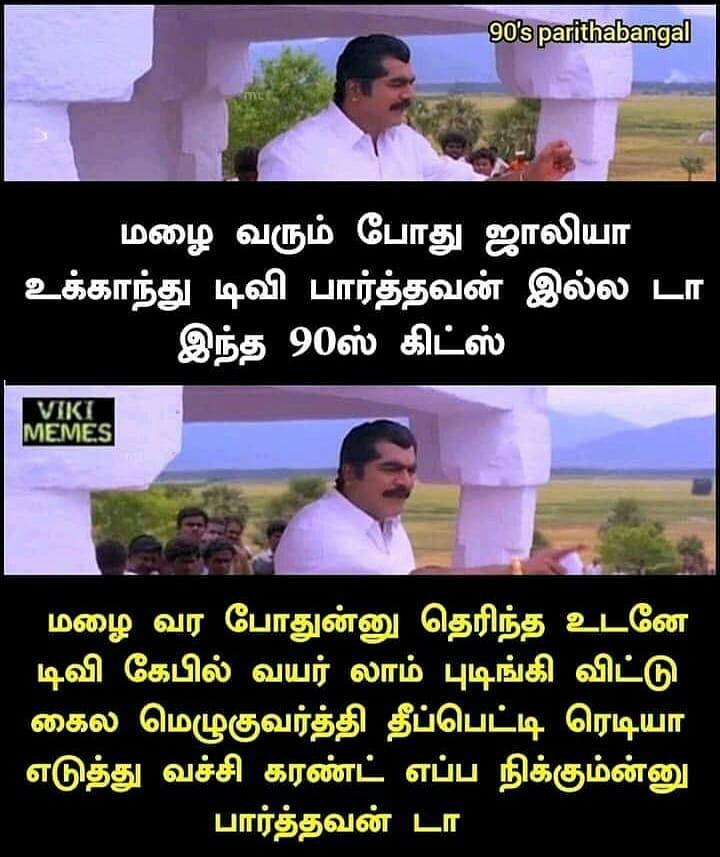 90's parithabangal
மழை வரும் போது ஜாலியா
உக்காந்து டிவி பார்த்தவன் இல்ல டா
இந்த 90ஸ் கிட்ஸ்
VIKI
MEMES
மழை வர போதுன்னு தெரிந்த உடனே
டிவி கேபில் வயர் லாம் புடிங்கி விட்டு
கைல மெழுகுவர்த்தி தீப்பெட்டி ரெடியா
எடுத்து வச்சி கரண்ட் எப்ப நிக்கும்ன்னு
பார்த்தவன் டா